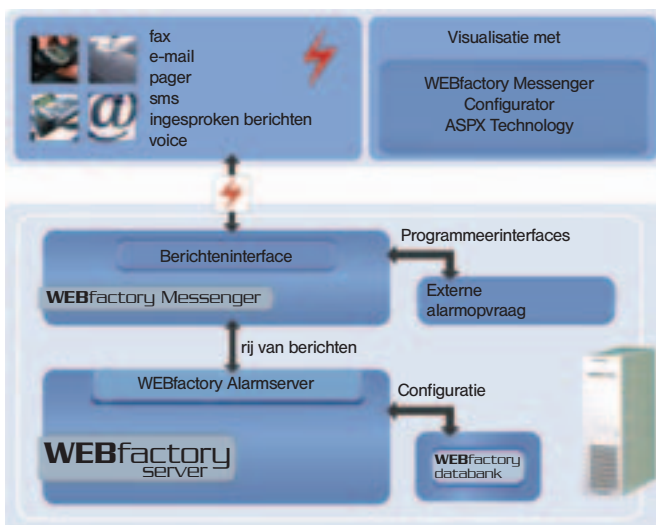 fax
e-mail
pager
sms
ingesproken berichten
voice
Visualisatie met
WEBfactory Messenger
Configurator
ASPX Technology
Berichteninterface
WEBfactory Messenger
Programmeerinterfaces
Externe
alarmopvraag
rij van berichten
WEBfactory Alarmserver
WEBfactory
server
Configuratie
WEBfactory
databank